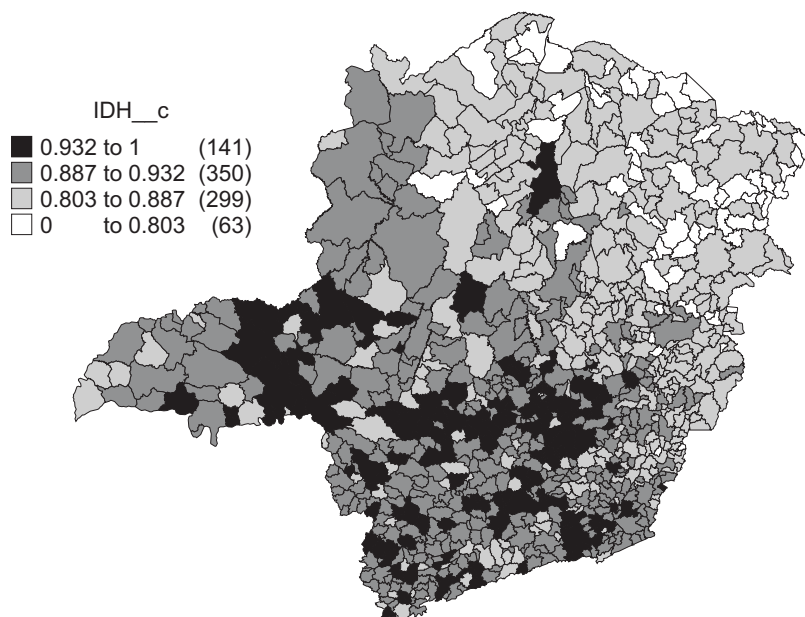 IDH__c
0.932 to 1 (141)
0.887 to 0.932 (350)
0.803 to 0.887 (299)
0 to 0.803 (63)